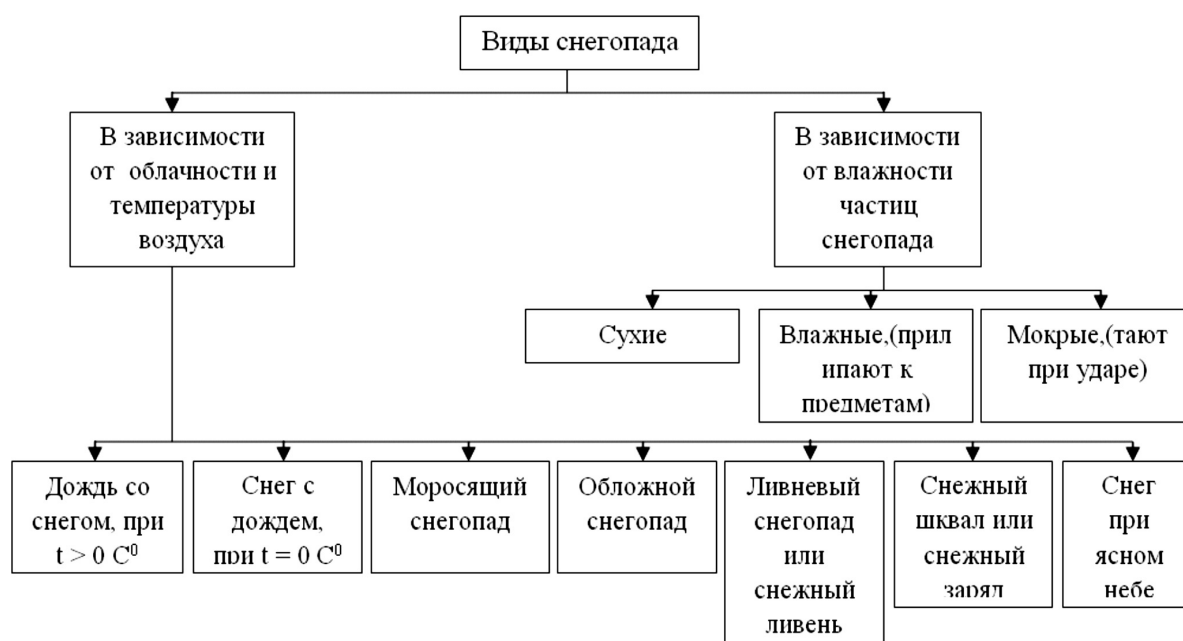 Виды снегопада
В зависимости
от облачности и
температуры
воздуха
В зависимости
от влажности
частиц
снегопада
Сухие
Влажные,(прил
ипают к
предметам)
Мокрые,(тают
при ударе)
Дождь со
снегом, при
t > 0 C⁰
Снег с
дождем,
при t = 0 C⁰
Моросящий
снегопад
Обложной
снегопад
Ливневый
снегопад
или
снежный
ливень
Снежный
шквал или
снежный
заряд
Снег
при
ясном
небе